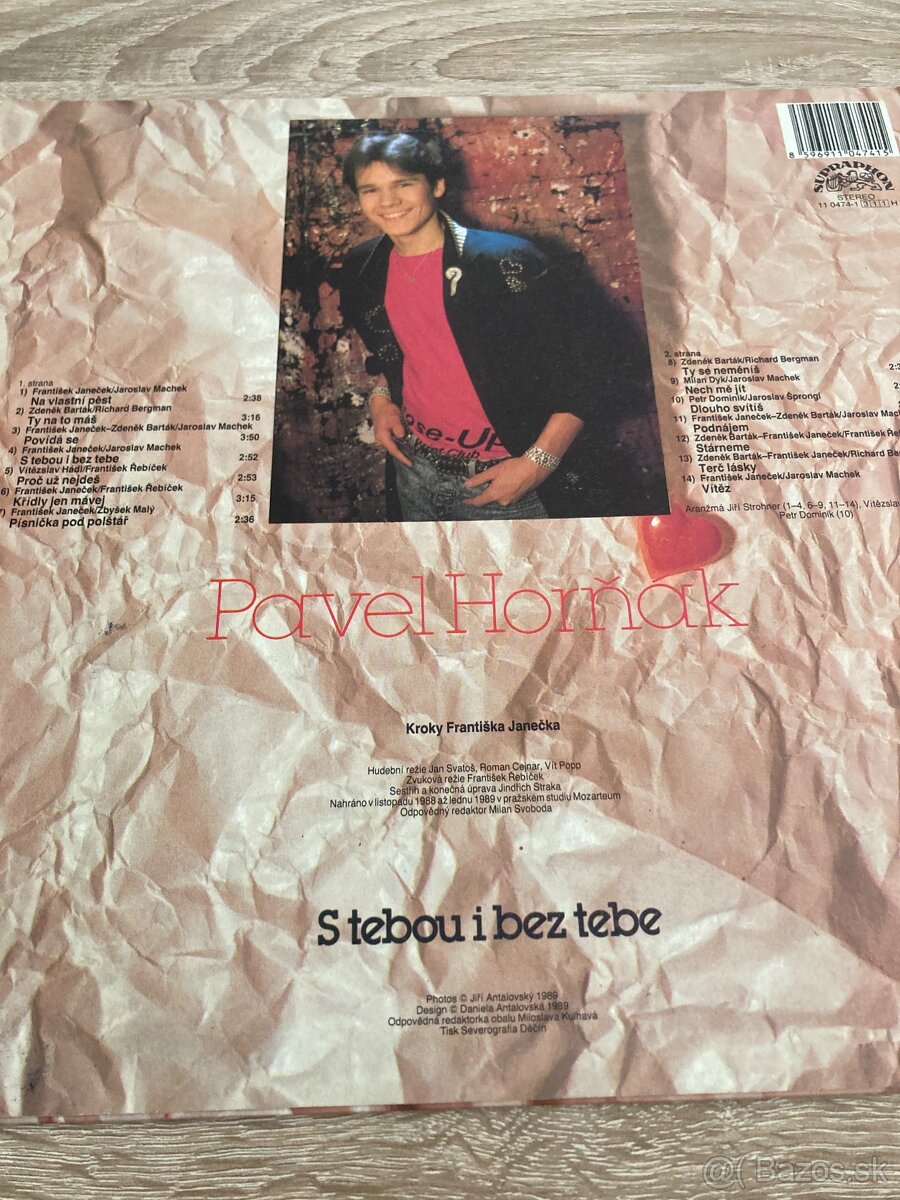 8 596911 047415
SUPRAPHON
STEREO
11 0474-1 311 H
1. strana
1) František Janeček/Jaroslav Machek
Na vlastní pěst 2:38
2) Zdeněk Barták/Richard Bergman
Ty na to máš 3:16
3) František Janeček–Zdeněk Barták/Jaroslav Machek
Povídá se 3:50
4) František Janeček/Jaroslav Machek
S tebou i bez tebe 2:52
5) Vítězslav Hádl/František Řebíček
Proč už nejdeš 2:53
6) František Janeček/František Řebíček
Křídly jen mávej 3:15
7) František Janeček/Zbyšek Malý
Písnička pod polštář 2:36
2. strana
8) Zdeněk Barták/Richard Bergman
Ty se neměníš
9) Milan Dyk/Jaroslav Machek
Nech mě jít
10) Petr Dominik/Jaroslav Šprongl
Dlouho svítíš
11) František Janeček–Zdeněk Barták/Jaroslav
Podnájem
12) Zdeněk Barták–František Janeček/František
Stárneme
13) Zdeněk Barták–František Janeček/Richard
Terč lásky
14) František Janeček/Jaroslav Machek
Vítěz
Aranžmá Jiří Strohner (1–4, 6–9, 11–14),
Petr Dominik (10)
Pavel Horňák
Kroky Františka Janečka
Hudební režie Jan Svatoš, Roman Cejnar, Vít Popp
Zvuková režie František Řebíček
Sestřih a konečná úprava Jindřich Straka
Nahráno v listopadu 1988 až lednu 1989 v pražském studiu Mozarteum
Odpovědný redaktor Milan Svoboda
S tebou i bez tebe
Photos © Jiří Antalovský 1989
Design © Daniela Antalovská 1989
Odpovědná redaktorka obalu Miloslava Kulhavá
Tisk Severografia Děčín
@( Bazos.sk